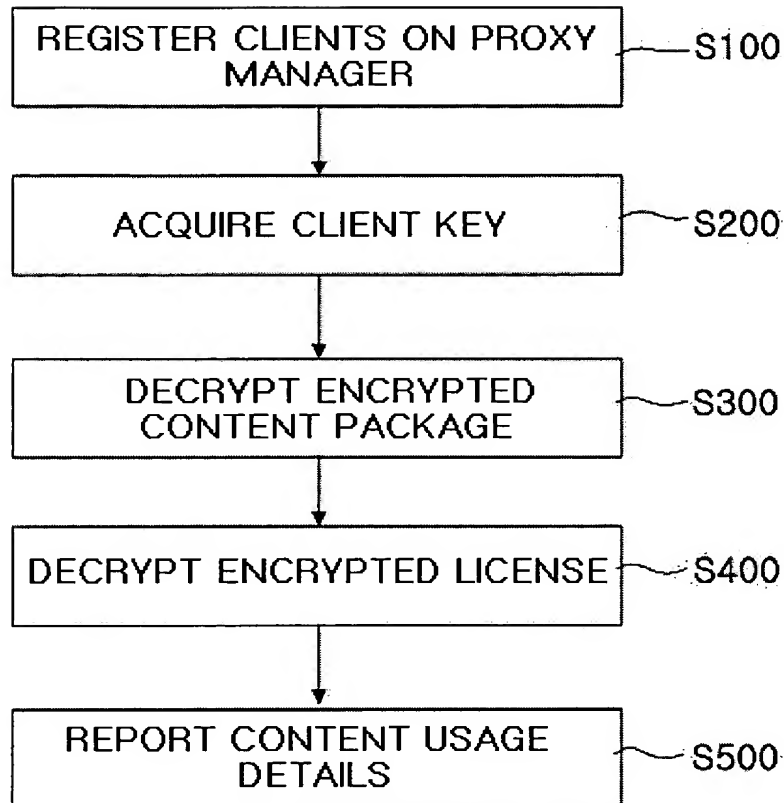 REGISTER CLIENTS ON PROXY
MANAGER
S100
ACQUIRE CLIENT KEY
S200
DECRYPT ENCRYPTED
CONTENT PACKAGE
S300
DECRYPT ENCRYPTED LICENSE
S400
REPORT CONTENT USAGE
DETAILS
S500